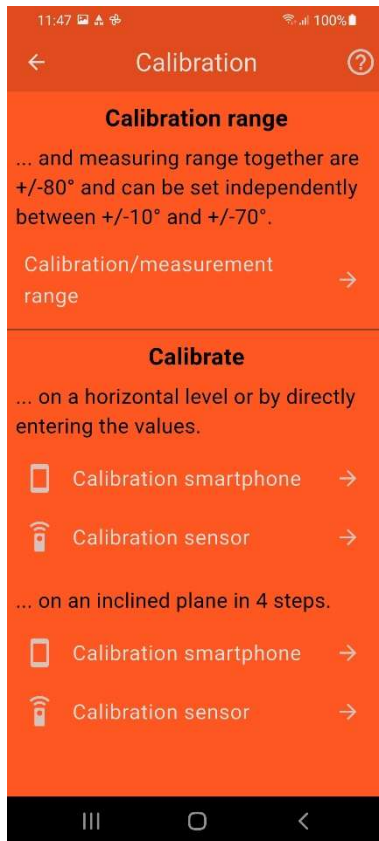 11:47 100%
Calibration
Calibration range
... and measuring range together are
+/-80° and can be set independently
between +/-10° and +/-70°.
Calibration/measurement
range
Calibrate
... on a horizontal level or by directly
entering the values.
Calibration smartphone
Calibration sensor
... on an inclined plane in 4 steps.
Calibration smartphone
Calibration sensor